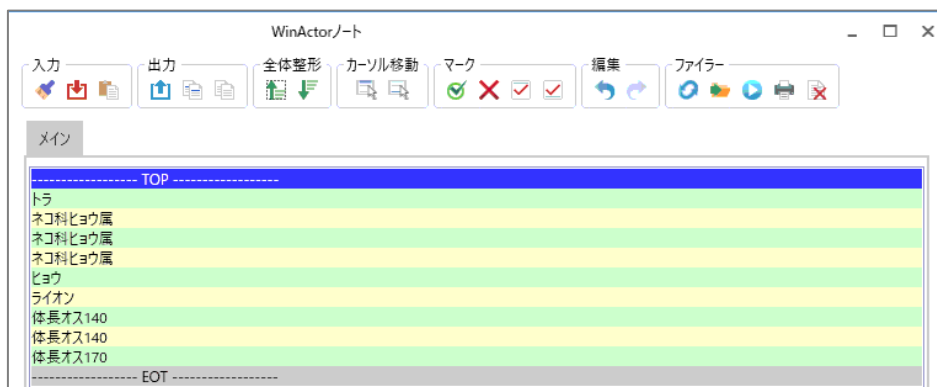 WinActorノート
入力 出力 全体整形 カーソル移動 マーク 編集 ファイラー
メイン
------------------ TOP ------------------
トラ
ネコ科ヒョウ属
ネコ科ヒョウ属
ネコ科ヒョウ属
ヒョウ
ライオン
体長オス140
体長オス140
体長オス170
------------------ EOT ------------------